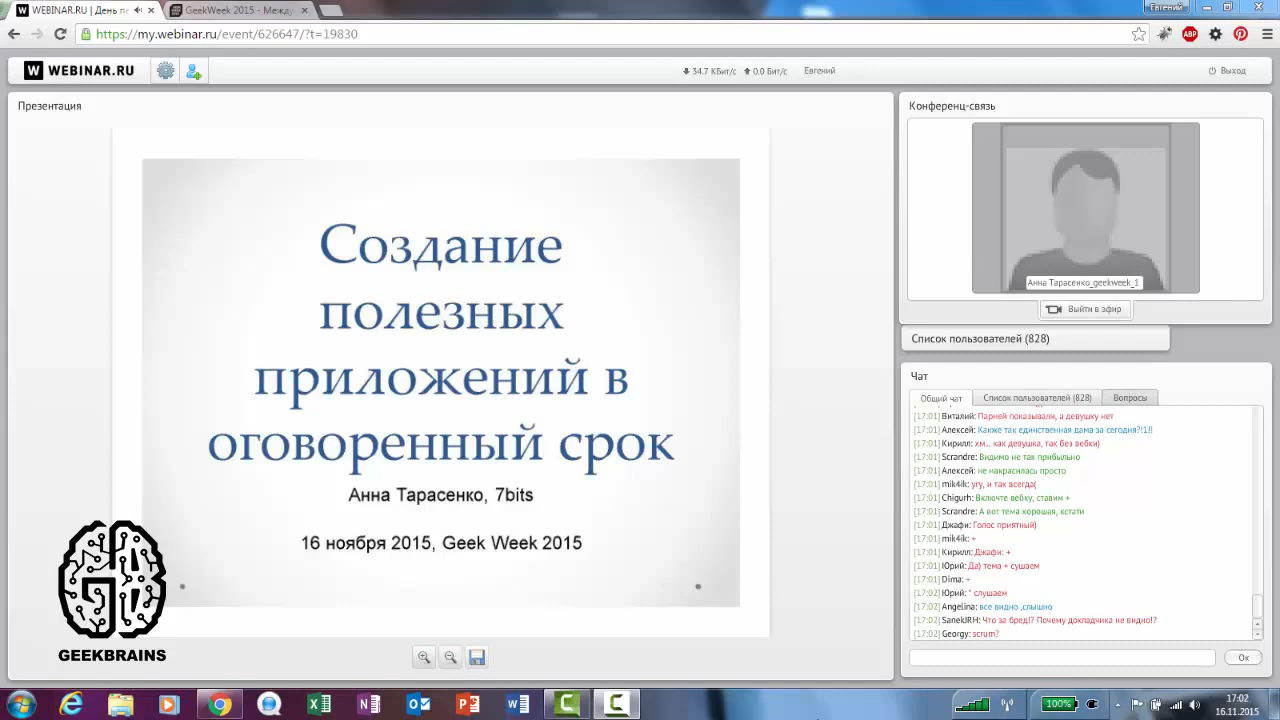 WEBINAR.RU | День по
GeekWeek 2015 - Между
Евгений
https://my.webinar.ru/event/626647/?t=19830
ABP
W WEBINAR.RU
34.7 КБит/с 0.0 Бит/с Евгений
Выход
Презентация
Создание
полезных
приложений в
оговоренный срок
Анна Тарасенко, 7bits
16 ноября 2015, Geek Week 2015
GEEKBRAINS
Конференц-связь
Анна Тарасенко_geekweek_1
Выйти в эфир
Список пользователей (828)
Чат
Общий чат Список пользователей (828) Вопросы
[17:01] Виталий: Парней показывали, а девушку нет
[17:01] Алексей: Какже так единственная дама за сегодня?!1!!
[17:01] Кирилл: хм... как девушка, так без вебки)
[17:01] Scrandre: Видимо не так прибыльно
[17:01] Алексей: не накрасилась просто
[17:01] mik4ik: угу, и тах всегда(
[17:01] Chigurh: Включте вебку, ставим +
[17:01] Scrandre: А вот тема хорошая, кстати
[17:01] Джафи: Голос приятный)
[17:01] mik4ik: +
[17:01] Кирилл: Джафи: +
[17:01] Юрий: Да) тема + сушаем
[17:01] Dima: +
[17:02] Юрий: * слушаем
[17:02] Angelina: все видно ,слышно
[17:02] SanekJRH: Что за бред!? Почему докладчика не видно!?
[17:02] Georgy: scrum?
Ок
100%
17:02
16.11.2015